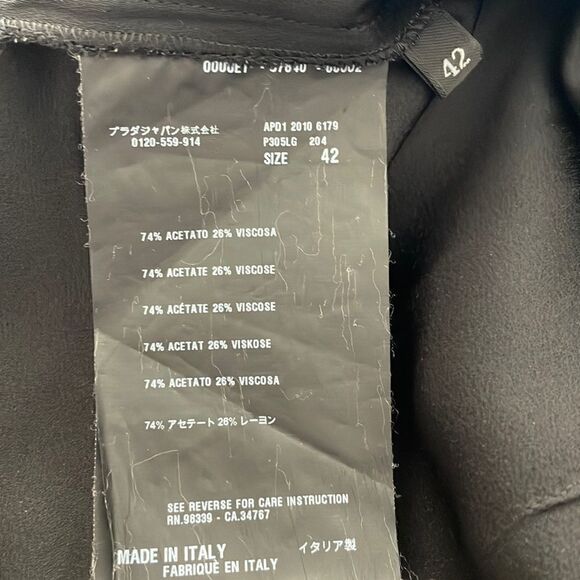 42
プラダジャパン株式会社
0120-559-914
APD1 2010 6179
P305LG 204
SIZE 42
74% ACETATO 26% VISCOSA
74% ACETATE 26% VISCOSE
74% ACÉTATE 26% VISCOSE
74% ACETAT 26% VISKOSE
74% ACETATO 26% VISCOSA
74% アセテート 26% レーヨン
SEE REVERSE FOR CARE INSTRUCTION
RN.98339 - CA.34767
MADE IN ITALY イタリア製
FABRIQUÉ EN ITALY